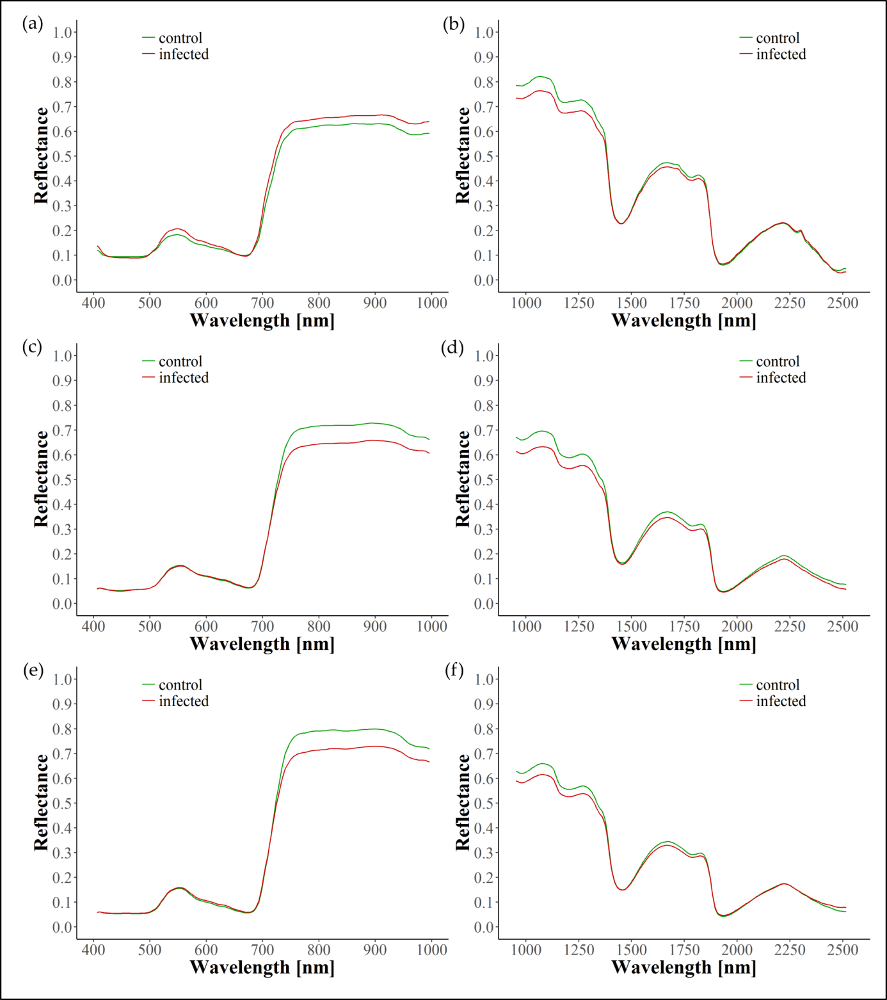 (a)
control
infected
1.0
0.9
0.8
0.7
0.6
0.5
0.4
0.3
0.2
0.1
0.0
Reflectance
400 500 600 700 800 900 1000
Wavelength [nm]
(b)
control
infected
1.0
0.9
0.8
0.7
0.6
0.5
0.4
0.3
0.2
0.1
0.0
Reflectance
1000 1250 1500 1750 2000 2250 2500
Wavelength [nm]
(c)
control
infected
1.0
0.9
0.8
0.7
0.6
0.5
0.4
0.3
0.2
0.1
0.0
Reflectance
400 500 600 700 800 900 1000
Wavelength [nm]
(d)
control
infected
1.0
0.9
0.8
0.7
0.6
0.5
0.4
0.3
0.2
0.1
0.0
Reflectance
1000 1250 1500 1750 2000 2250 2500
Wavelength [nm]
(e)
control
infected
1.0
0.9
0.8
0.7
0.6
0.5
0.4
0.3
0.2
0.1
0.0
Reflectance
400 500 600 700 800 900 1000
Wavelength [nm]
(f)
control
infected
1.0
0.9
0.8
0.7
0.6
0.5
0.4
0.3
0.2
0.1
0.0
Reflectance
1000 1250 1500 1750 2000 2250 2500
Wavelength [nm]